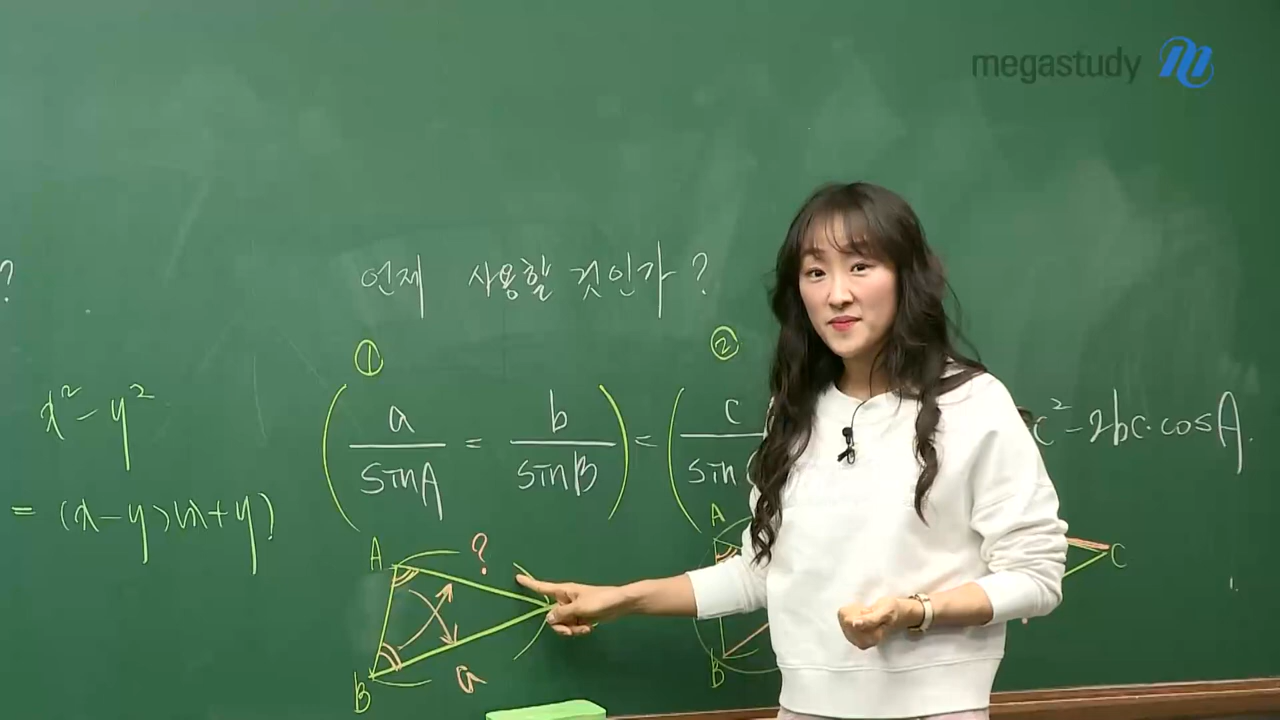 megastudy
?
언제 사용할 것인가 ?
① ②
x² - y²
= (x-y)(x+y)
(a/sinA = b/sinB) = (c/sin
c² - 2bc·cosA.
A ?
B a
A C
B